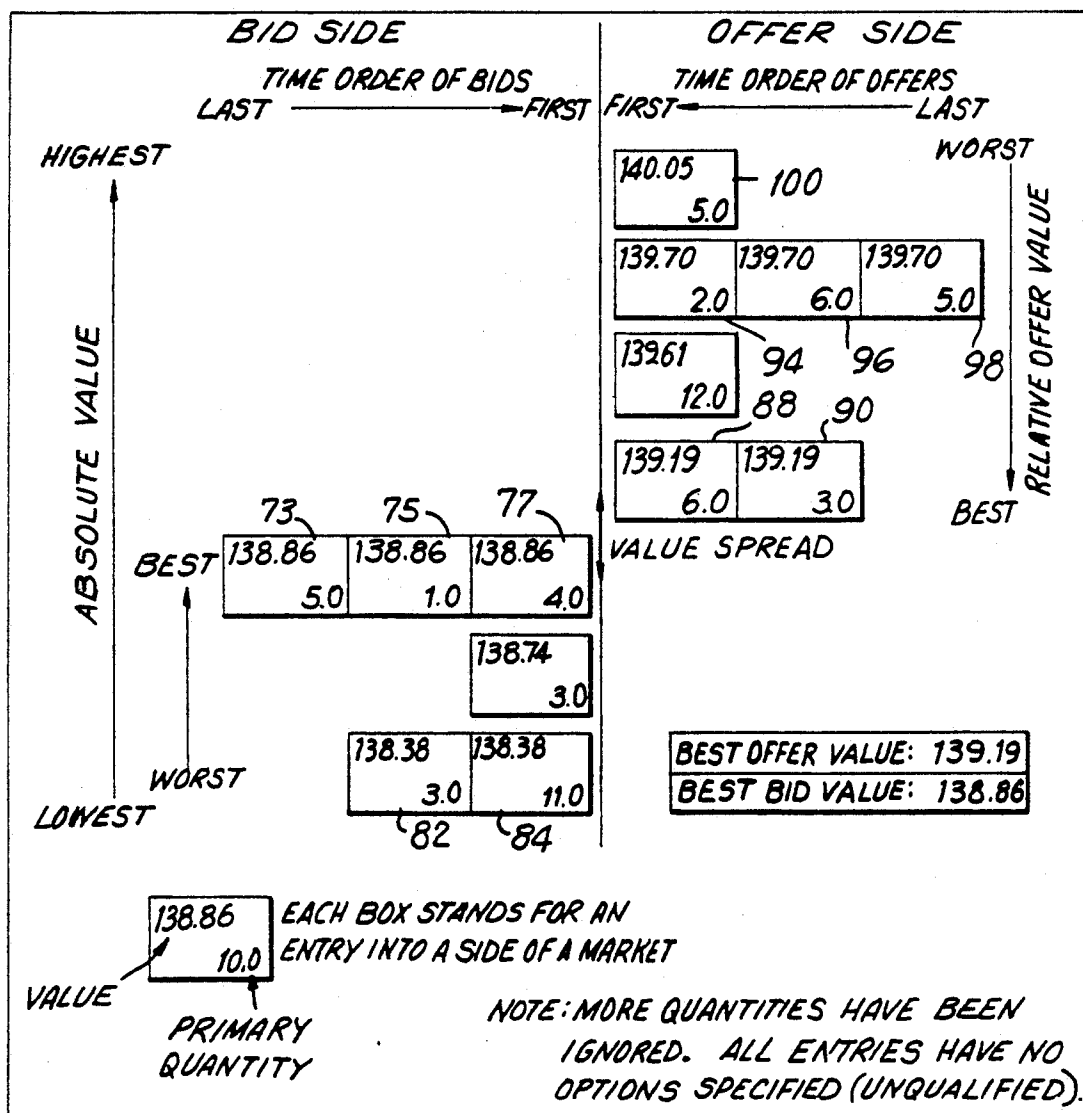 BID SIDE
OFFER SIDE
TIME ORDER OF BIDS
LAST FIRST
TIME ORDER OF OFFERS
FIRST LAST
HIGHEST
ABSOLUTE VALUE
LOWEST
WORST
RELATIVE OFFER VALUE
BEST
140.05
5.0
100
139.70 139.70 139.70
2.0 6.0 5.0
94 96 98
139.61
12.0
88 90
139.19 139.19
6.0 3.0
VALUE SPREAD
73 75 77
BEST
138.86 138.86 138.86
5.0 1.0 4.0
138.74
3.0
138.38 138.38
3.0 11.0
WORST
82 84
BEST OFFER VALUE: 139.19
BEST BID VALUE: 138.86
138.86
10.0
VALUE
PRIMARY
QUANTITY
EACH BOX STANDS FOR AN
ENTRY INTO A SIDE OF A MARKET
NOTE: MORE QUANTITIES HAVE BEEN
IGNORED. ALL ENTRIES HAVE NO
OPTIONS SPECIFIED (UNQUALIFIED).